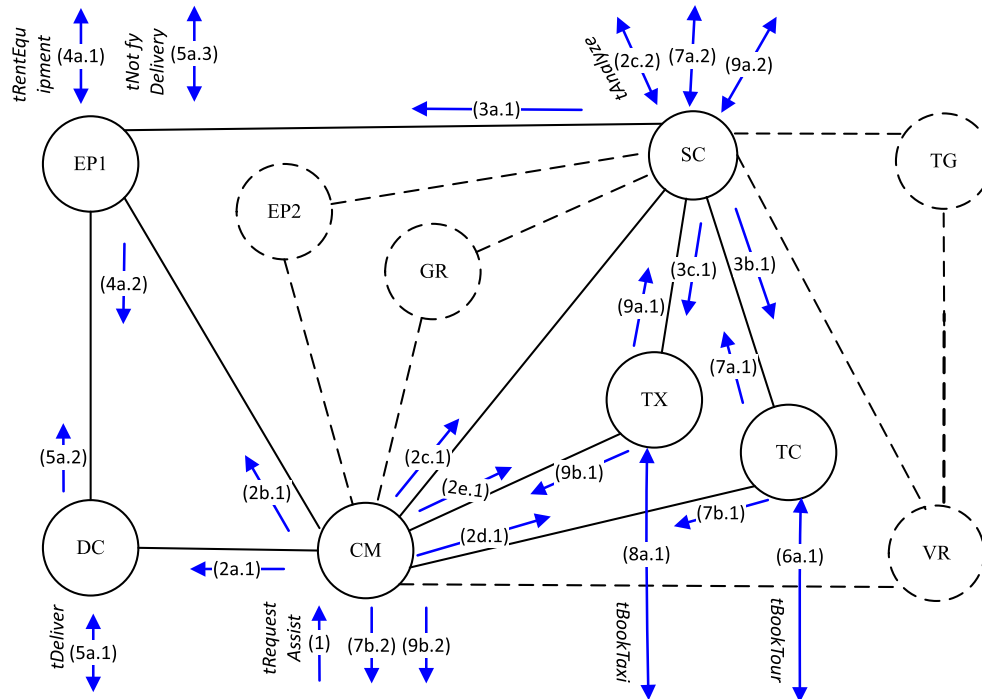 tRentEqu
ipment
(4a.1)
tNot fy
Delivery
(5a.3)
tAnalyze
(2c.2)
(7a.2)
(9a.2)
(3a.1)
EP1
SC
TG
EP2
GR
(4a.2)
(3c.1)
3b.1)
(9a.1)
(7a.1)
TX
TC
(5a.2)
(2b.1)
(2c.1)
(2e.1)
(9b.1)
(2d.1)
(7b.1)
DC
CM
VR
(2a.1)
(8a.1)
(6a.1)
tDeliver
(5a.1)
tRequest
Assist
(1)
(7b.2)
(9b.2)
tBookTaxi
tBookTour